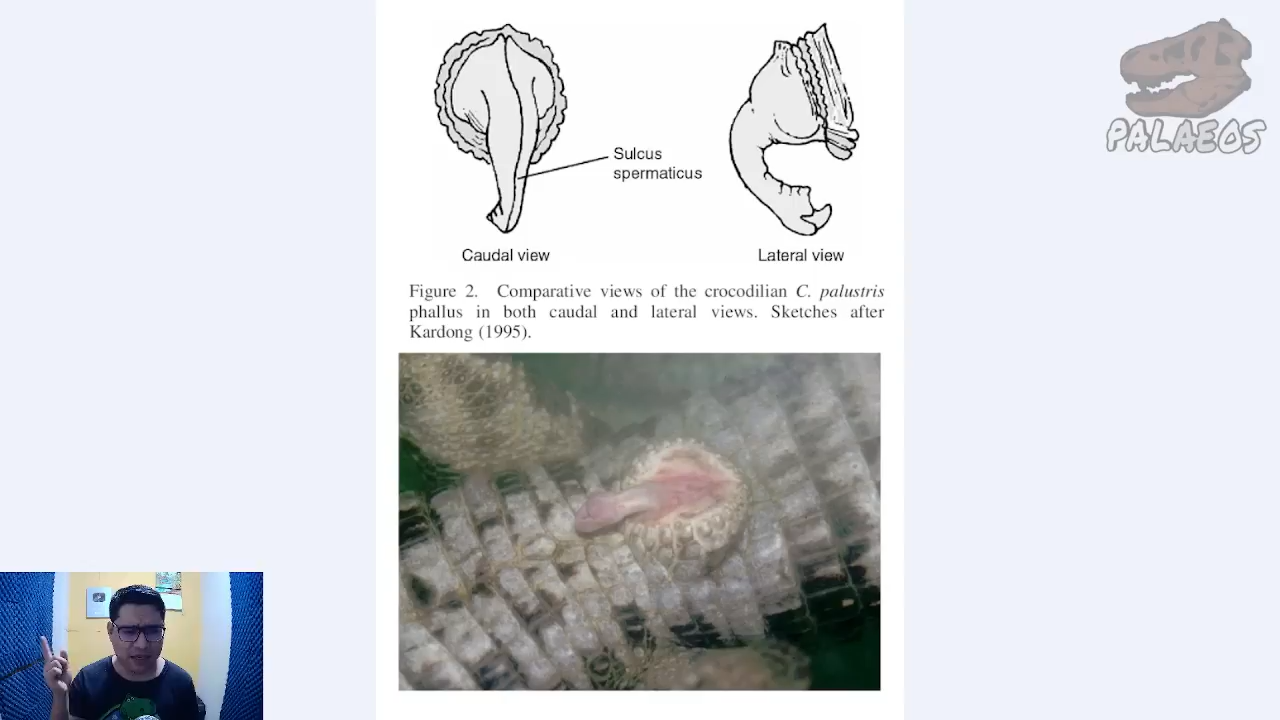 PALAEOS
Sulcus
spermaticus
Caudal view
Lateral view
Figure 2. Comparative views of the crocodilian C. palustris
phallus in both caudal and lateral views. Sketches after
Kardong (1995).